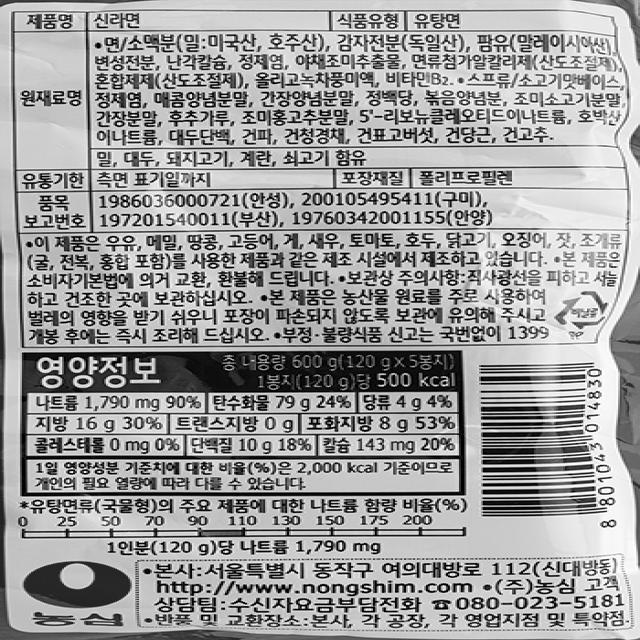 제품명 신라면 식품유형 유탕면
원재료명
•면/소맥분(밀:미국산, 호주산), 감자전분(독일산), 팜유(말레이시아산),
변성전분, 난각칼슘, 정제염, 야채조미추출물, 면류첨가알칼리제(산도조절제),
혼합제제(산도조절제), 올리고녹차풍미액, 비타민B2. •스프류/소고기맛베이스,
정제염, 매콤양념분말, 간장양념분말, 정백당, 볶음양념분, 조미소고기분말,
간장분말, 후추가루, 조미홍고추분말, 5'-리보뉴클레오티드이나트륨, 호박산
이나트륨, 대두단백, 건파, 건청경채, 건표고버섯, 건당근, 건고추.
밀, 대두, 돼지고기, 계란, 쇠고기 함유
유통기한 측면 표기일까지 포장재질 폴리프로필렌
품목 1986036000721(안성), 200105495411(구미),
보고번호 197201540011(부산), 19760342001155(안양)
•이 제품은 우유, 메밀, 땅콩, 고등어, 게, 새우, 토마토, 호두, 닭고기, 오징어, 잣, 조개류
(굴, 전복, 홍합 포함)를 사용한 제품과 같은 제조 시설에서 제조하고 있습니다. •본 제품은
소비자기본법에 의거 교환, 환불해 드립니다. •보관상 주의사항: 직사광선을 피하고 서늘
하고 건조한 곳에 보관하십시오. •본 제품은 농산물 원료를 주로 사용하여
벌레의 영향을 받기 쉬우니 포장이 파손되지 않도록 보관에 유의해 주시고
개봉 후에는 즉시 조리해 드십시오. •부정·불량식품 신고는 국번없이 1399
비닐류
PP
영양정보
총 내용량 600 g(120 g x 5봉지)
1봉지(120 g)당 500 kcal
나트륨 1,790 mg 90% 탄수화물 79 g 24% 당류 4 g 4%
지방 16 g 30% 트랜스지방 0 g 포화지방 8 g 53%
콜레스테롤 0 mg 0% 단백질 10 g 18% 칼슘 143 mg 20%
1일 영양성분 기준치에 대한 비율(%)은 2,000 kcal 기준이므로
개인의 필요 열량에 따라 다를 수 있습니다.
*유탕면류(국물형)의 주요 제품에 대한 나트륨 함량 비율(%)
0 25 50 70 90 110 130 150 175 200
1인분(120 g)당 나트륨 1,790 mg
8 801043 014830
농심
•본사:서울특별시 동작구 여의대방로 112(신대방동)
http://www.nongshim.com •(주)농심 고객
상담팀:수신자요금부담전화 ☎080-023-5181
•반품 및 교환장소:본사, 각 공장, 각 영업지점 및 특약점.